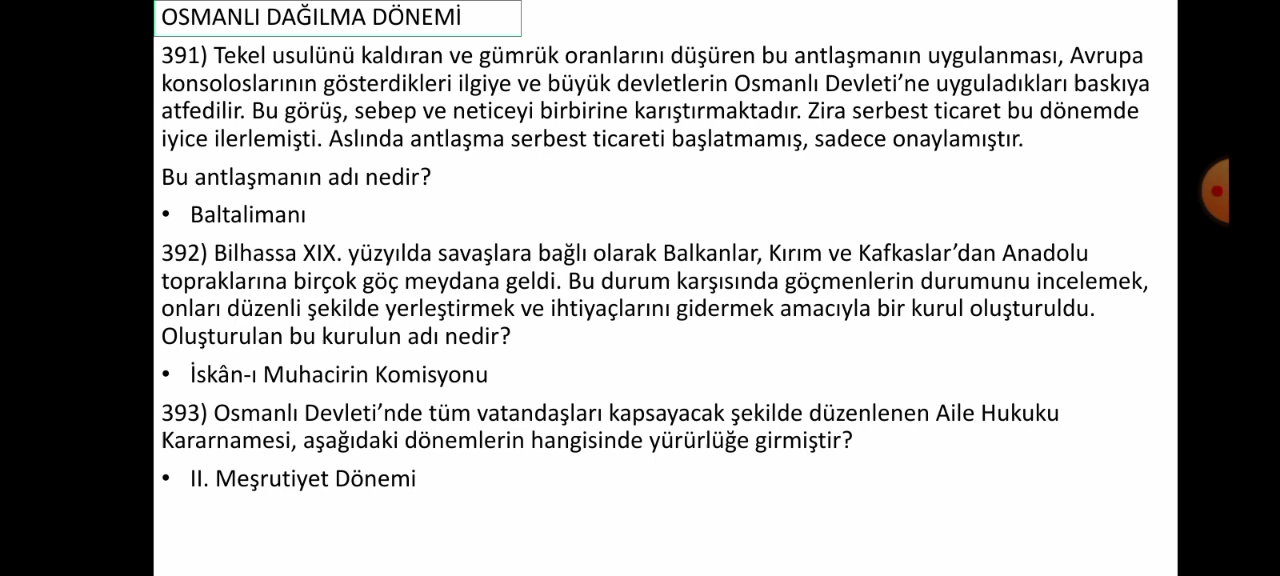 OSMANLI DAĞILMA DÖNEMİ
391) Tekel usulünü kaldıran ve gümrük oranlarını düşüren bu antlaşmanın uygulanması, Avrupa
konsoloslarının gösterdikleri ilgiye ve büyük devletlerin Osmanlı Devleti’ne uyguladıkları baskıya
atfedilir. Bu görüş, sebep ve neticeyi birbirine karıştırmaktadır. Zira serbest ticaret bu dönemde
iyice ilerlemişti. Aslında antlaşma serbest ticareti başlatmamış, sadece onaylamıştır.
Bu antlaşmanın adı nedir?
• Baltalimanı
392) Bilhassa XIX. yüzyılda savaşlara bağlı olarak Balkanlar, Kırım ve Kafkaslar’dan Anadolu
topraklarına birçok göç meydana geldi. Bu durum karşısında göçmenlerin durumunu incelemek,
onları düzenli şekilde yerleştirmek ve ihtiyaçlarını gidermek amacıyla bir kurul oluşturuldu.
Oluşturulan bu kurulun adı nedir?
• İskân-ı Muhacirin Komisyonu
393) Osmanlı Devleti’nde tüm vatandaşları kapsayacak şekilde düzenlenen Aile Hukuku
Kararnamesi, aşağıdaki dönemlerin hangisinde yürürlüğe girmiştir?
• II. Meşrutiyet Dönemi